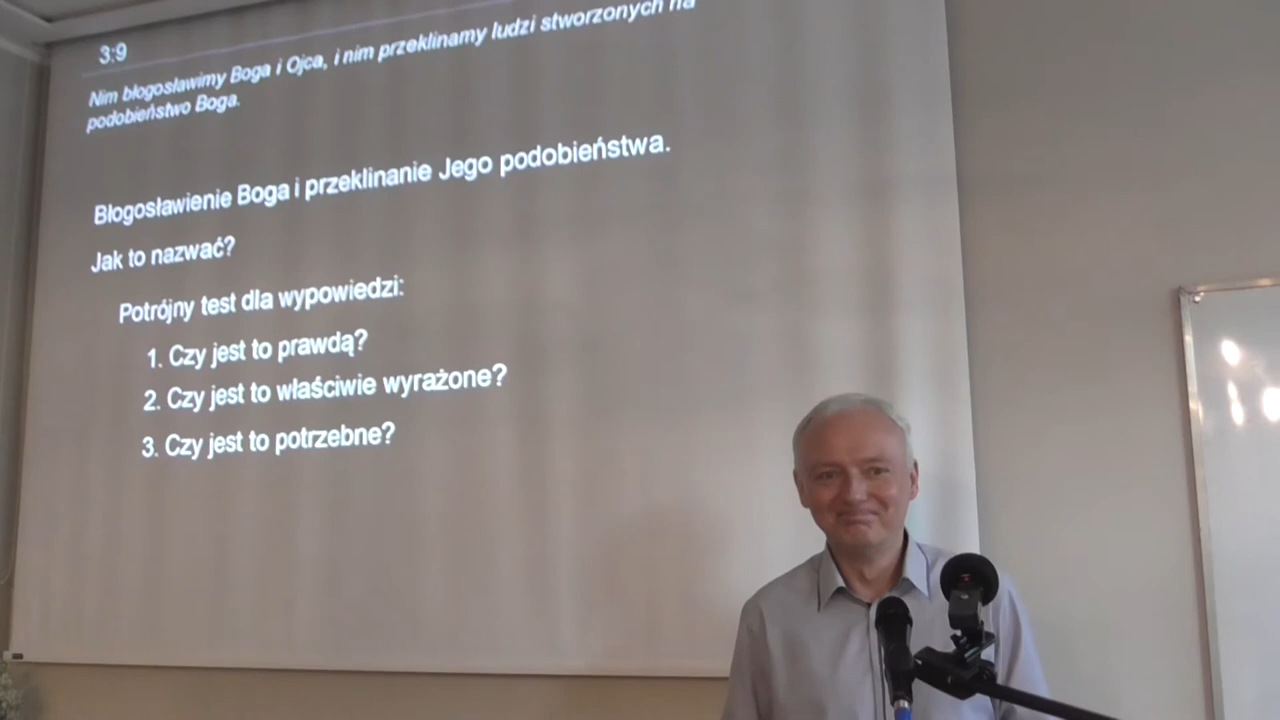 3:9
Nim błogosławimy Boga i Ojca, i nim przeklinamy ludzi stworzonych na
podobieństwo Boga.
Błogosławienie Boga i przeklinanie Jego podobieństwa.
Jak to nazwać?
Potrójny test dla wypowiedzi:
1. Czy jest to prawdą?
2. Czy jest to właściwie wyrażone?
3. Czy jest to potrzebne?